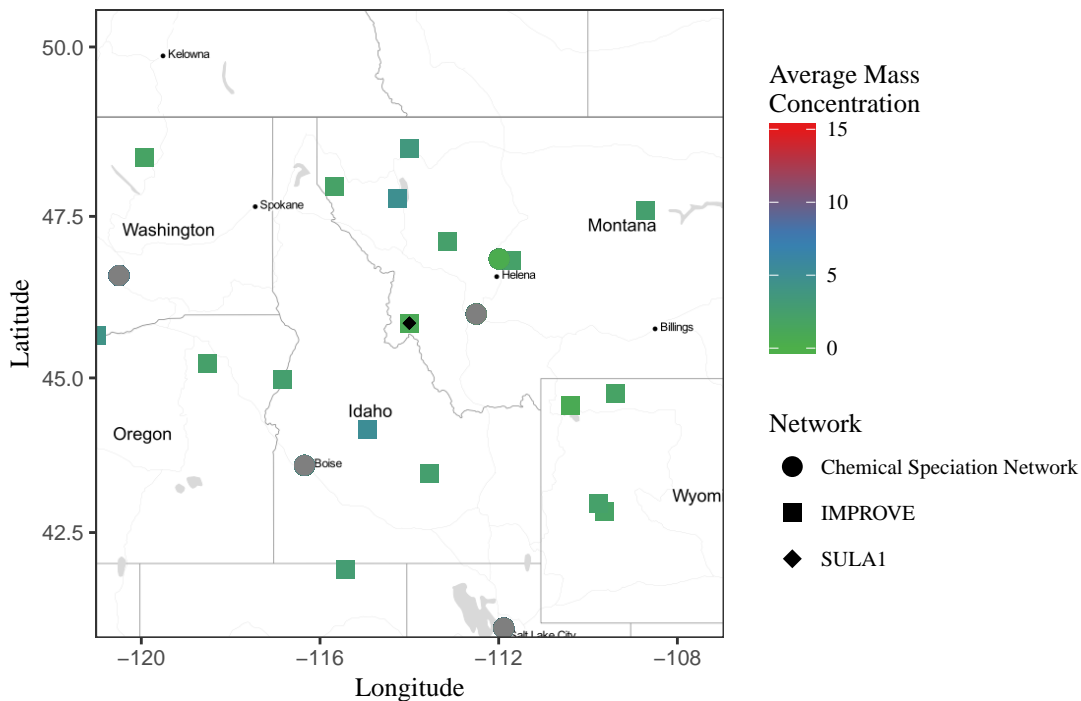 50.0
47.5
45.0
42.5
Latitude
−120
−116
−112
−108
Longitude
Kelowna
Spokane
Washington
Montana
Helena
Billings
Idaho
Oregon
Boise
Wyom
Salt Lake City
Average Mass
Concentration
15
10
5
0
Network
Chemical Speciation Network
IMPROVE
SULA1